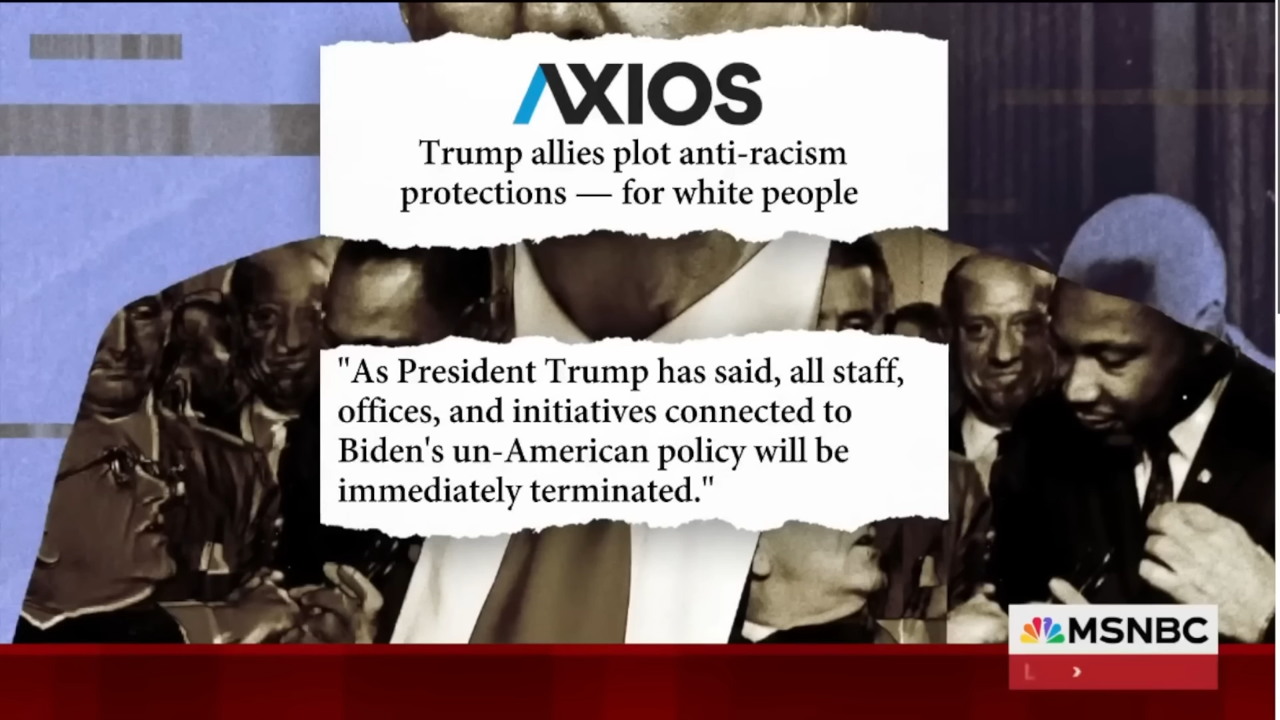 AXIOS
Trump allies plot anti-racism
protections — for white people
"As President Trump has said, all staff,
offices, and initiatives connected to
Biden's un-American policy will be
immediately terminated."
MSNBC
L